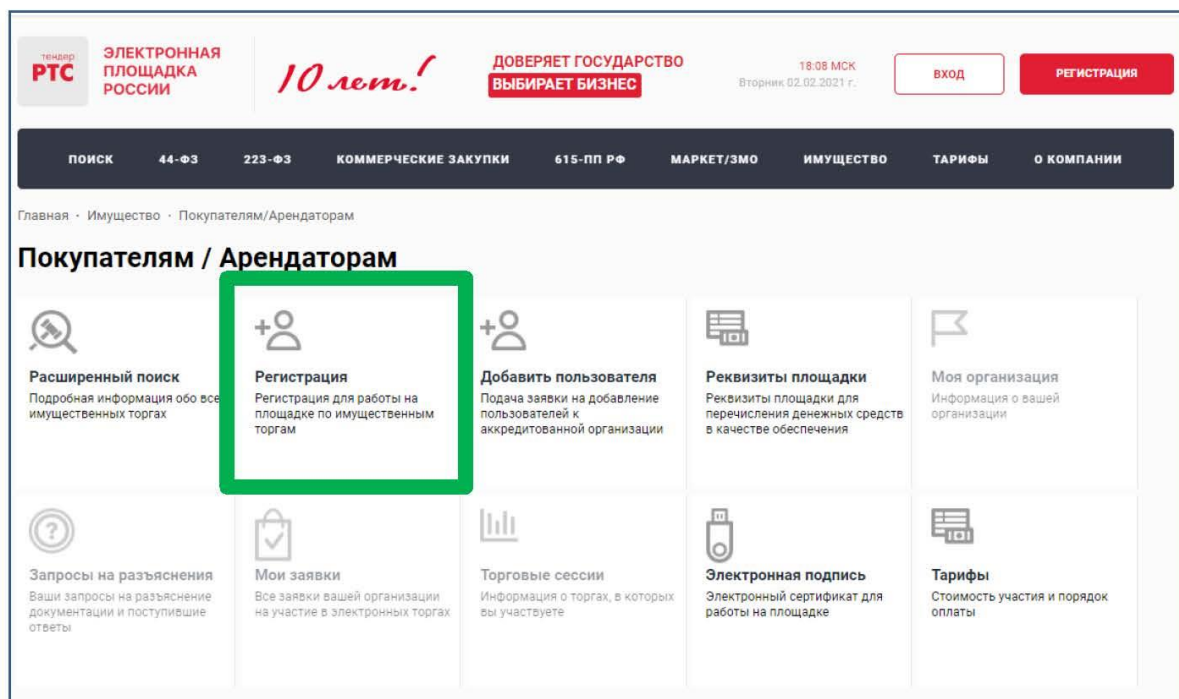 тендер
РТС
ЭЛЕКТРОННАЯ
ПЛОЩАДКА
РОССИИ
10 лет!
ДОВЕРЯЕТ ГОСУДАРСТВО
ВЫБИРАЕТ БИЗНЕС
18:08 МСК
Вторник 02.02.2021 г.
ВХОД
РЕГИСТРАЦИЯ
ПОИСК 44-ФЗ 223-ФЗ КОММЕРЧЕСКИЕ ЗАКУПКИ 615-ПП РФ МАРКЕТ/ЗМО ИМУЩЕСТВО ТАРИФЫ О КОМПАНИИ
Главная · Имущество · Покупателям/Арендаторам
Покупателям / Арендаторам
Расширенный поиск
Подробная информация обо все
имущественных торгах
Регистрация
Регистрация для работы на
площадке по имущественным
торгам
Добавить пользователя
Подача заявки на добавление
пользователей к
аккредитованной организации
Реквизиты площадки
Реквизиты площадки для
перечисления денежных средств
в качестве обеспечения
Моя организация
Информация о вашей
организации
Запросы на разъяснения
Ваши запросы на разъяснение
документации и поступившие
ответы
Мои заявки
Все заявки вашей организации
на участие в электронных торгах
Торговые сессии
Информация о торгах, в которых
вы участвуете
Электронная подпись
Электронный сертификат для
работы на площадке
Тарифы
Стоимость участия и порядок
оплаты